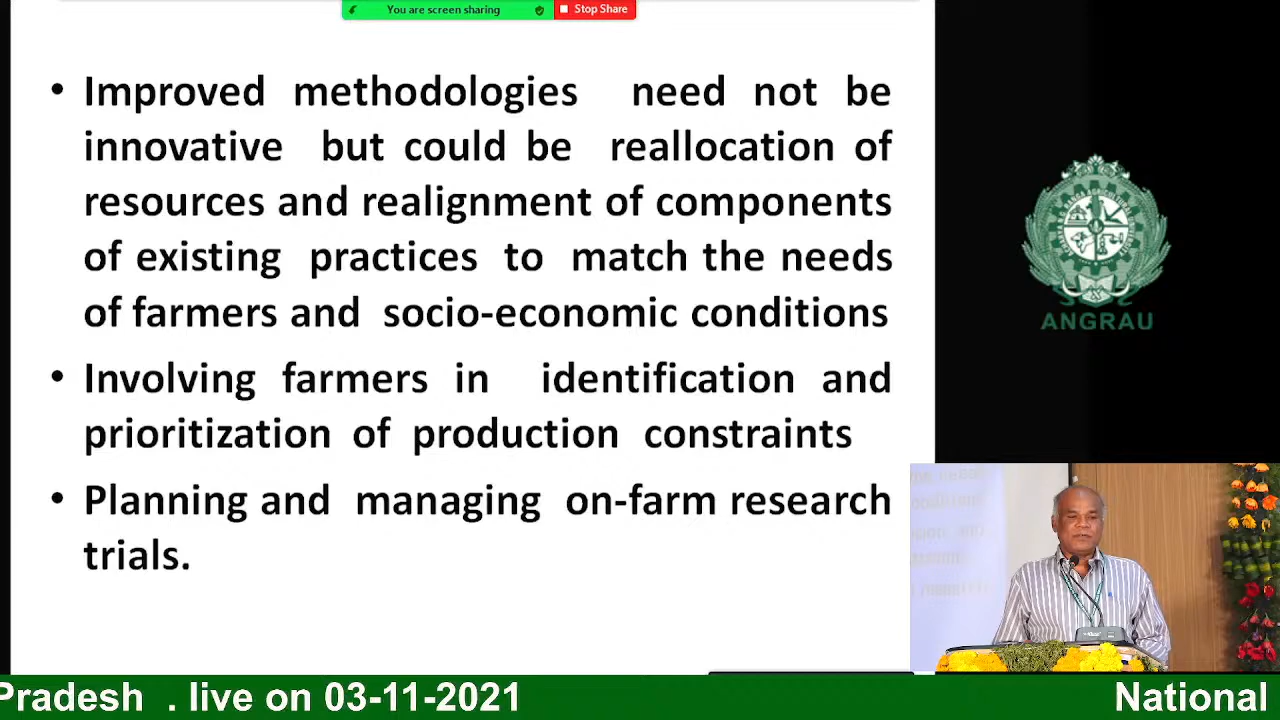 You are screen sharing
Stop Share
• Improved methodologies need not be
innovative but could be reallocation of
resources and realignment of components
of existing practices to match the needs
of farmers and socio-economic conditions
• Involving farmers in identification and
prioritization of production constraints
• Planning and managing on-farm research
trials.
ANGRAU
Pradesh . live on 03-11-2021
National